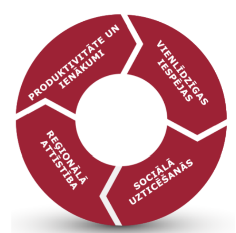 PRODUKTIVITĀTE UN
IENĀKUMI
VIENLĪDZĪGAS
IESPĒJAS
SOCIĀLĀ
UZTICĒŠANĀS
REĢIONĀLĀ
ATTĪSTĪBA